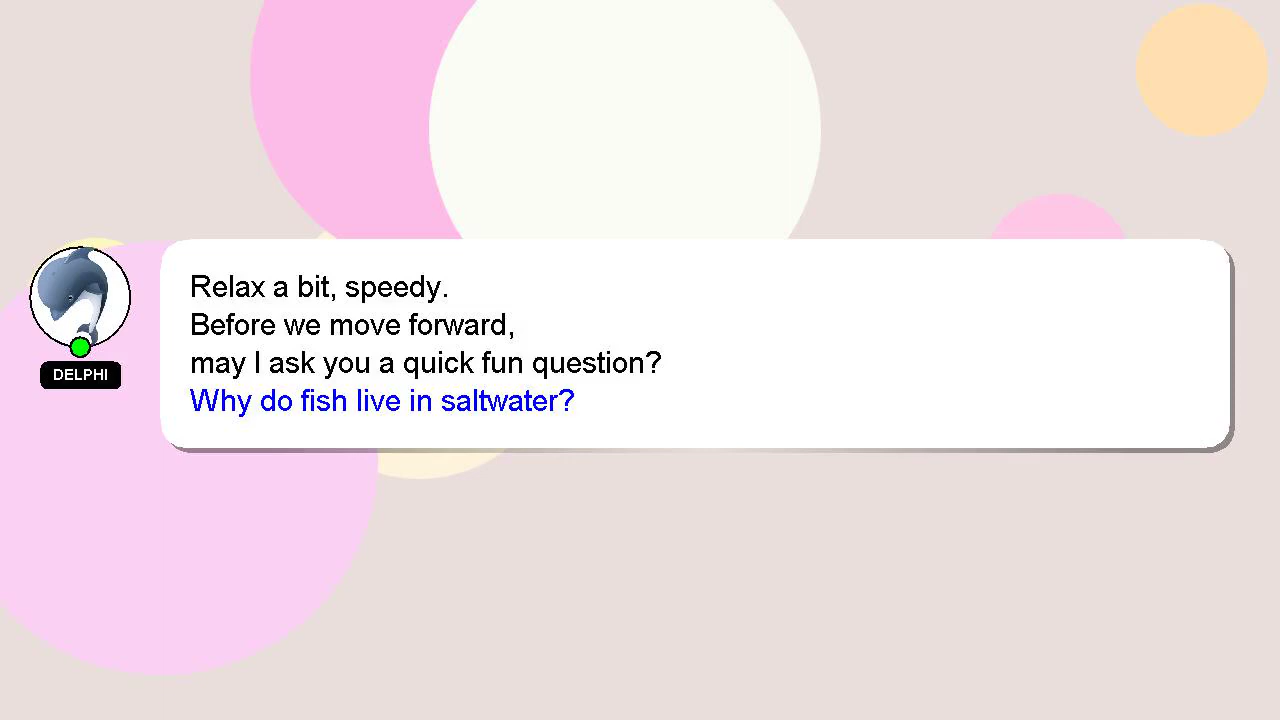 Relax a bit, speedy.
Before we move forward,
may I ask you a quick fun question?
Why do fish live in saltwater?
DELPHI